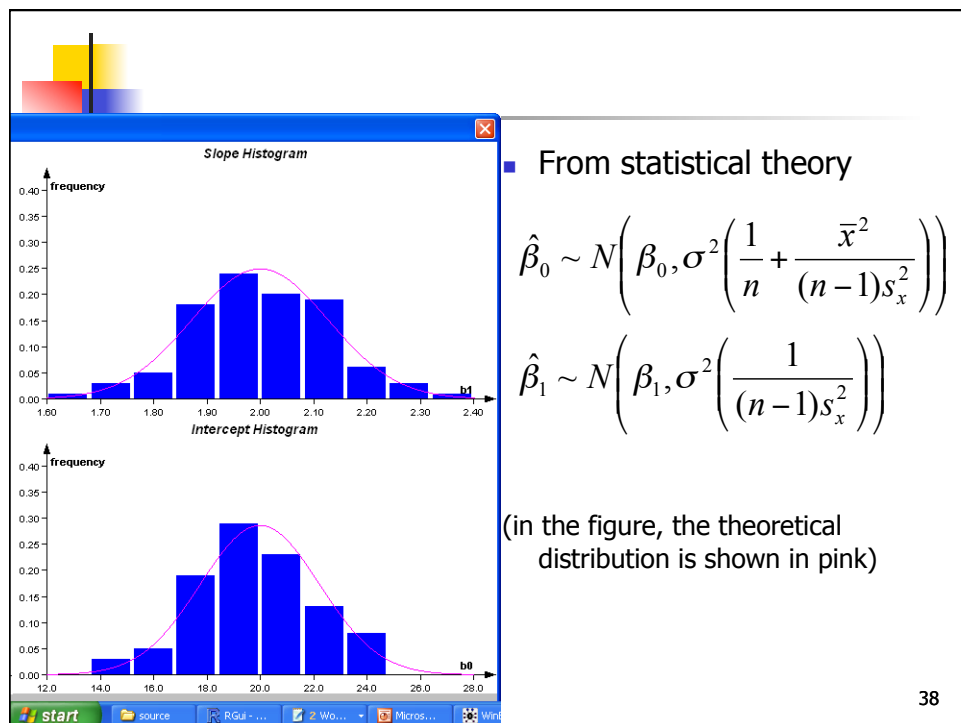 Slope Histogram
frequency
0.40
0.35
0.30
0.25
0.20
0.15
0.10
0.05
0.00
b1
1.60 1.70 1.80 1.90 2.00 2.10 2.20 2.30 2.40
Intercept Histogram
frequency
0.40
0.35
0.30
0.25
0.20
0.15
0.10
0.05
0.00
b0
12.0 14.0 16.0 18.0 20.0 22.0 24.0 26.0 28.0
start source RGui - ... 2 Wo... Micros... WinE
■ From statistical theory
β̂₀ ~ N(β₀, σ²(1/n + x̄²/((n−1)sₓ²)))
β̂₁ ~ N(β₁, σ²(1/((n−1)sₓ²)))
(in the figure, the theoretical
distribution is shown in pink)
38